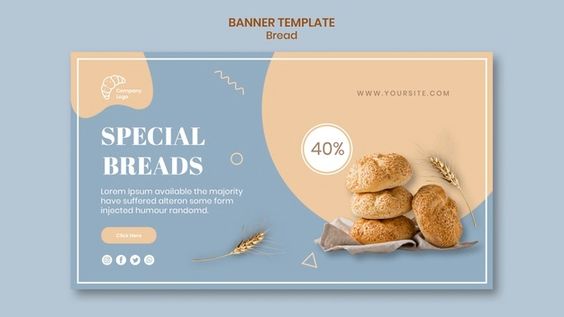 BANNER TEMPLATE
Bread
Company
Logo
WWW.YOURSITE.COM
SPECIAL
BREADS
40%
Lorem Ipsum available the majority
have suffered alteron some form
injected humour randomd.
Click Here